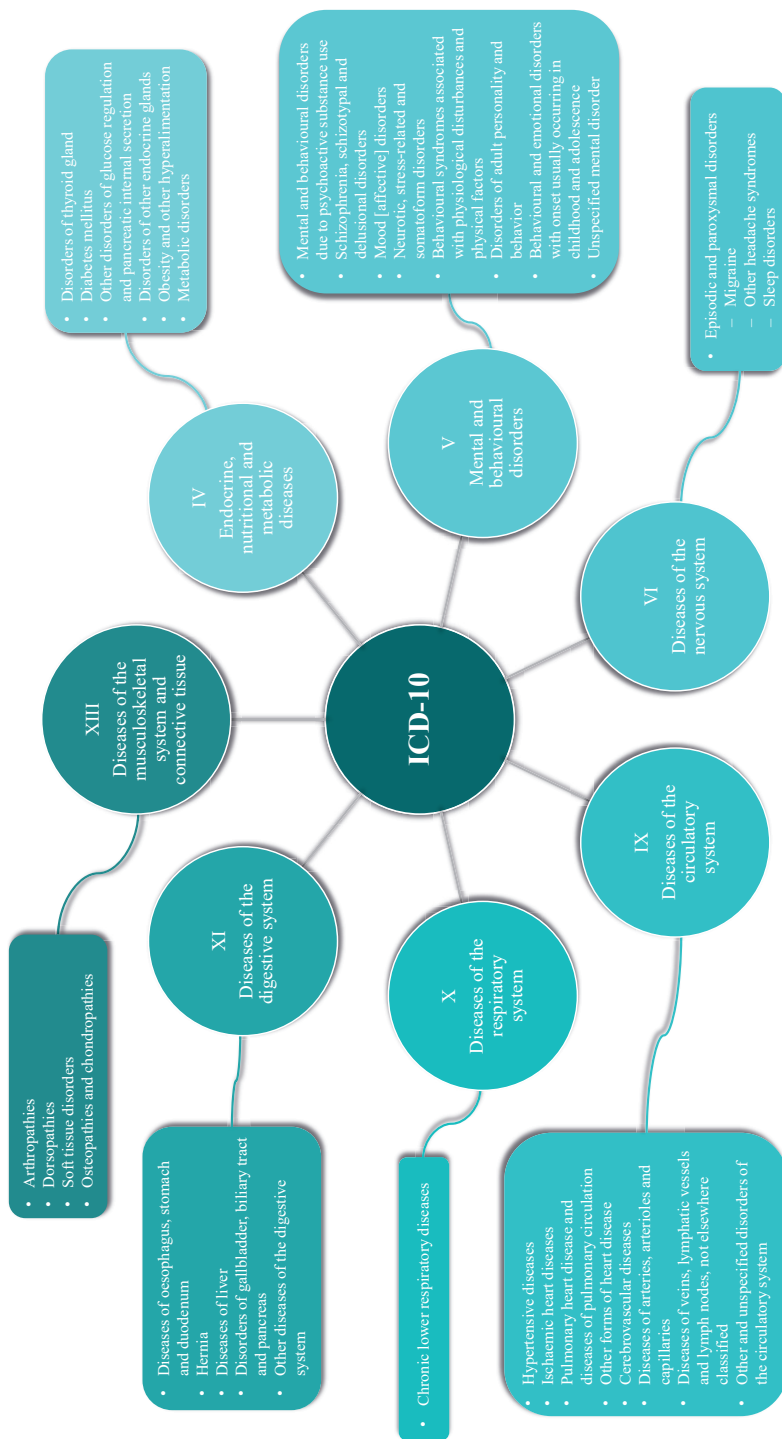 ICD-10
XIII
Diseases of the
musculoskeletal
system and
connective tissue
• Arthropathies
• Dorsopathies
• Soft tissue disorders
• Osteopathies and chondropathies
IV
Endocrine,
nutritional and
metabolic
diseases
• Disorders of thyroid gland
• Diabetes mellitus
• Other disorders of glucose regulation
and pancreatic internal secretion
• Disorders of other endocrine glands
• Obesity and other hyperalimentation
• Metabolic disorders
V
Mental and
behavioural
disorders
• Mental and behavioural disorders
due to psychoactive substance use
• Schizophrenia, schizotypal and
delusional disorders
• Mood [affective] disorders
• Neurotic, stress-related and
somatoform disorders
• Behavioural syndromes associated
with physiological disturbances and
physical factors
• Disorders of adult personality and
behavior
• Behavioural and emotional disorders
with onset usually occurring in
childhood and adolescence
• Unspecified mental disorder
VI
Diseases of the
nervous system
• Episodic and paroxysmal disorders
– Migraine
– Other headache syndromes
– Sleep disorders
IX
Diseases of the
circulatory
system
• Hypertensive diseases
• Ischaemic heart diseases
• Pulmonary heart disease and
diseases of pulmonary circulation
• Other forms of heart disease
• Cerebrovascular diseases
• Diseases of arteries, arterioles and
capillaries
• Diseases of veins, lymphatic vessels
and lymph nodes, not elsewhere
classified
• Other and unspecified disorders of
the circulatory system
X
Diseases of the
respiratory
system
• Chronic lower respiratory diseases
XI
Diseases of the
digestive system
• Diseases of oesophagus, stomach
and duodenum
• Hernia
• Diseases of liver
• Disorders of gallbladder, biliary tract
and pancreas
• Other diseases of the digestive
system